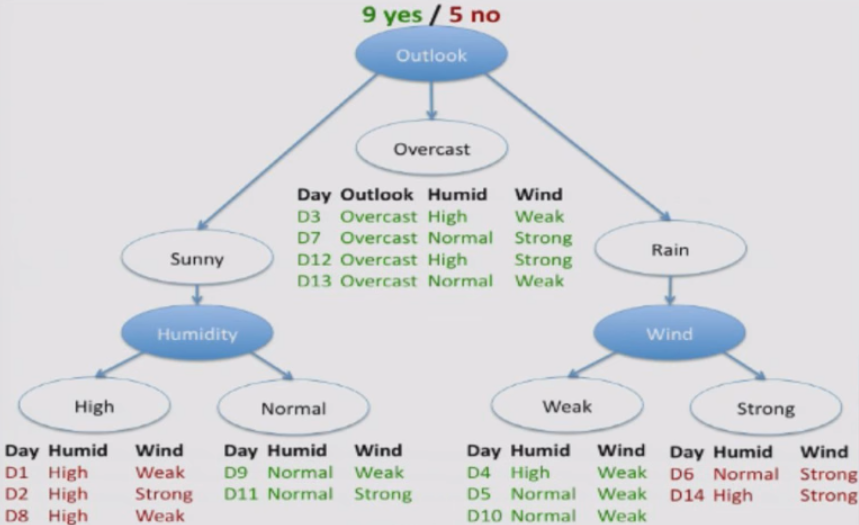 9 yes / 5 no
Outlook
Overcast
Day Outlook Humid Wind
D3 Overcast High Weak
D7 Overcast Normal Strong
D12 Overcast High Strong
D13 Overcast Normal Weak
Sunny
Rain
Humidity
Wind
High
Normal
Weak
Strong
Day Humid Wind
D1 High Weak
D2 High Strong
D8 High Weak
Day Humid Wind
D9 Normal Weak
D11 Normal Strong
Day Humid Wind
D4 High Weak
D5 Normal Weak
D10 Normal Weak
Day Humid Wind
D6 Normal Strong
D14 High Strong